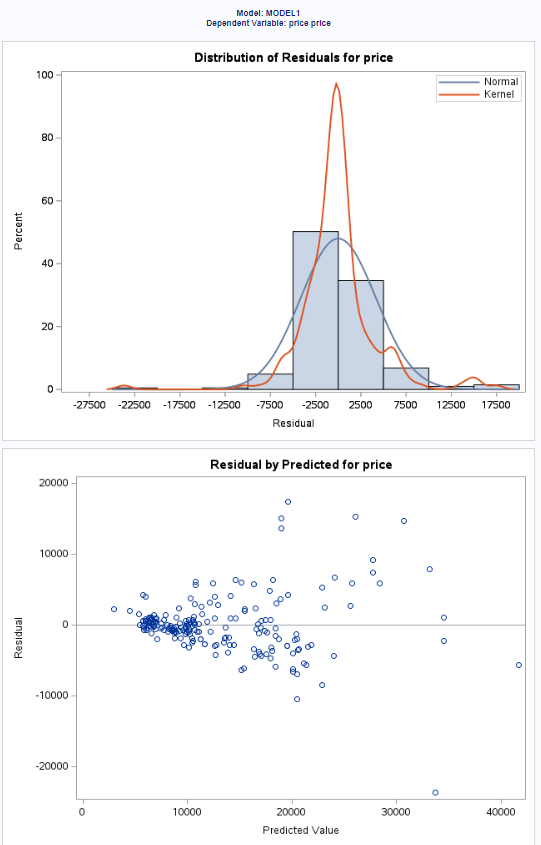 Model: MODEL1
Dependent Variable: price price
Distribution of Residuals for price
100
80
60
40
20
0
Percent
Normal
Kernel
-27500 -22500 -17500 -12500 -7500 -2500 2500 7500 12500 17500
Residual
Residual by Predicted for price
20000
10000
0
-10000
-20000
Residual
0 10000 20000 30000 40000
Predicted Value